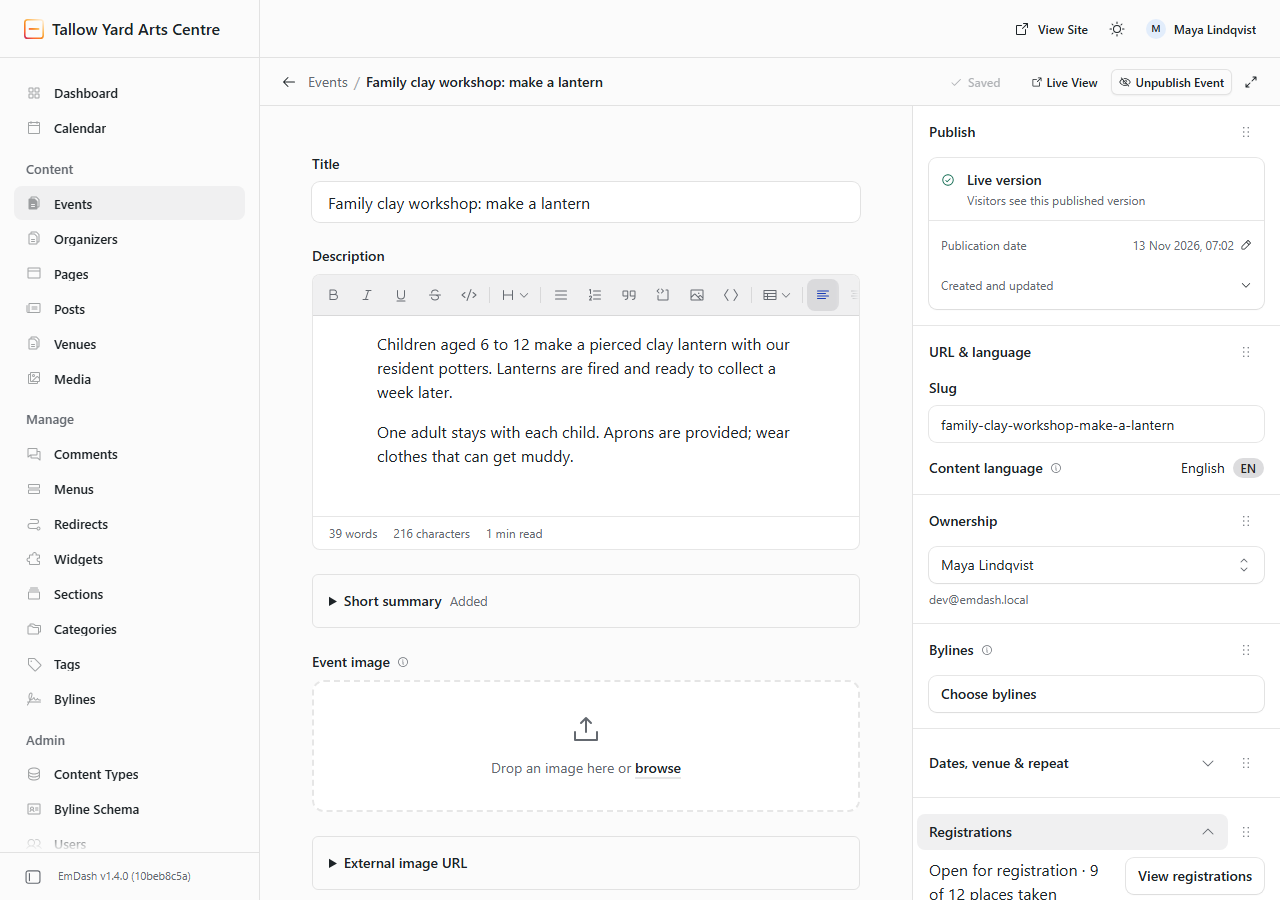 Tallow Yard Arts Centre
View Site
M
Maya Lindqvist
Dashboard
Calendar
Content
Events
Organizers
Pages
Posts
Venues
Media
Manage
Comments
Menus
Redirects
Widgets
Sections
Categories
Tags
Bylines
Admin
Content Types
Byline Schema
Users
EmDash v1.4.0 (10beb8c5a)
Events / Family clay workshop: make a lantern
Saved
Live View
Unpublish Event
Title
Family clay workshop: make a lantern
Description
Children aged 6 to 12 make a pierced clay lantern with our
resident potters. Lanterns are fired and ready to collect a
week later.
One adult stays with each child. Aprons are provided; wear
clothes that can get muddy.
39 words 216 characters 1 min read
Short summary Added
Event image
Drop an image here or browse
External image URL
Publish
Live version
Visitors see this published version
Publication date 13 Nov 2026, 07:02
Created and updated
URL & language
Slug
family-clay-workshop-make-a-lantern
Content language English EN
Ownership
Maya Lindqvist
dev@emdash.local
Bylines
Choose bylines
Dates, venue & repeat
Registrations
Open for registration · 9
of 12 places taken
View registrations